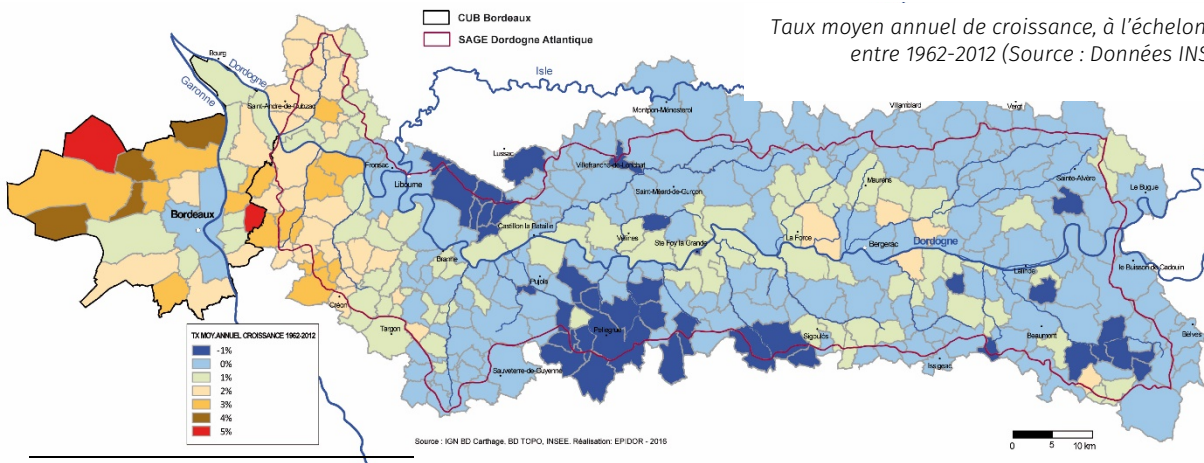 CUB Bordeaux
SAGE Dordogne Atlantique
Taux moyen annuel de croissance, à l'échelon
entre 1962-2012 (Source : Données INS
Bourg
Dordogne
Garonne
Isle
Saint-André-de-Cubzac
Montpon-Ménestérol
Villamblard
Vergt
Fronsac
Libourne
Lussac
Villefranche-de-Lonchat
Saint-Méard-de-Gurçon
Maurens
Sainte-Alvère
Le Bugue
Bordeaux
Castillon la Bataille
Vélines
Ste Foy la Grande
La Force
Bergerac
Dordogne
Branne
Pujols
Lalinde
le Buisson de Cadouin
Créon
Targon
Pellegrue
Sigoulès
Beaumont
Belvès
Sauveterre-de-Guyenne
Issigeac
TX MOY.ANNUEL CROISSANCE 1962-2012
-1%
0%
1%
2%
3%
4%
5%
Source : IGN BD Carthage, BD TOPO, INSEE. Réalisation: EPIDOR - 2016
0 5 10 km